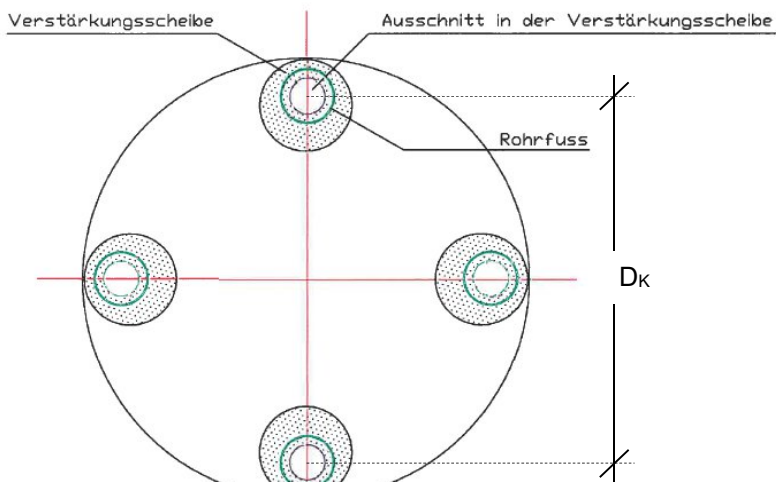 Verstärkungsscheibe
Ausschnitt in der Verstärkungsscheibe
Rohrfuss
DK